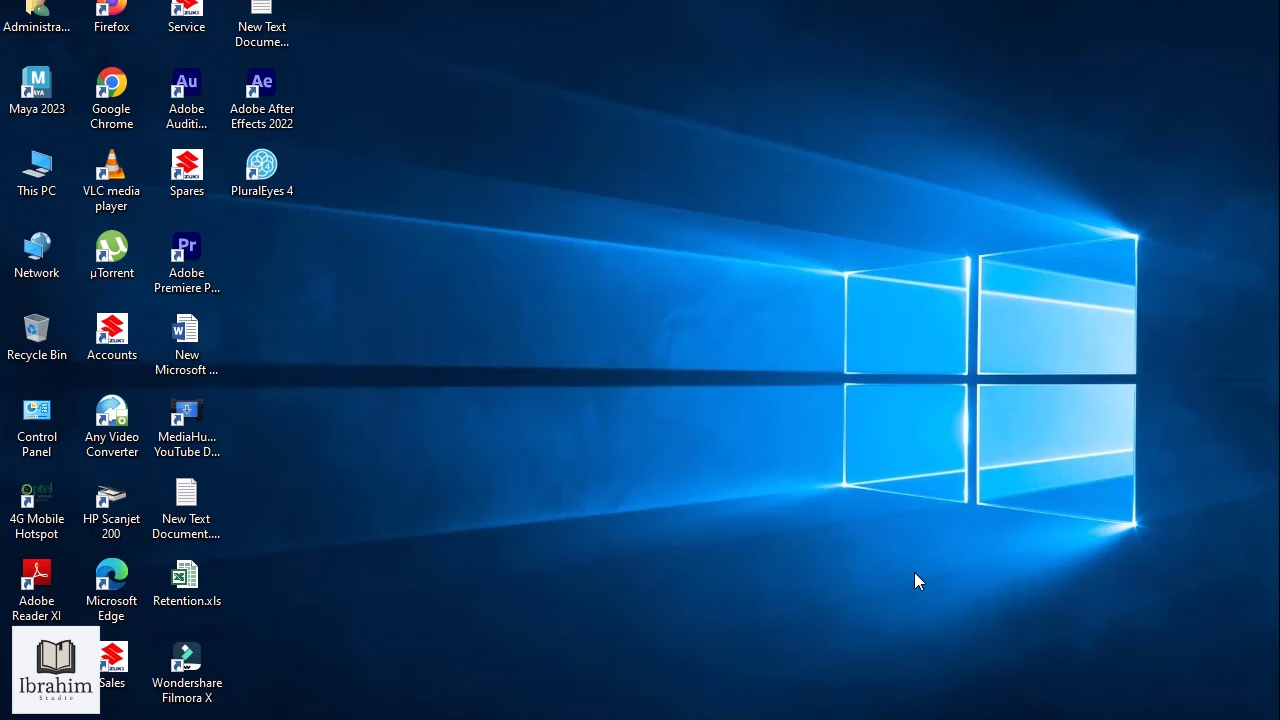 Administra...
Firefox
Service
New Text
Docume...
Maya 2023
Google
Chrome
Adobe
Auditi...
Adobe After
Effects 2022
This PC
VLC media
player
Spares
PluralEyes 4
Network
µTorrent
Adobe
Premiere P...
Recycle Bin
Accounts
New
Microsoft ...
Control
Panel
Any Video
Converter
MediaHu...
YouTube D...
4G Mobile
Hotspot
HP Scanjet
200
New Text
Document....
Adobe
Reader XI
Microsoft
Edge
Retention.xls
Ibrahim
Studio
Sales
Wondershare
Filmora X